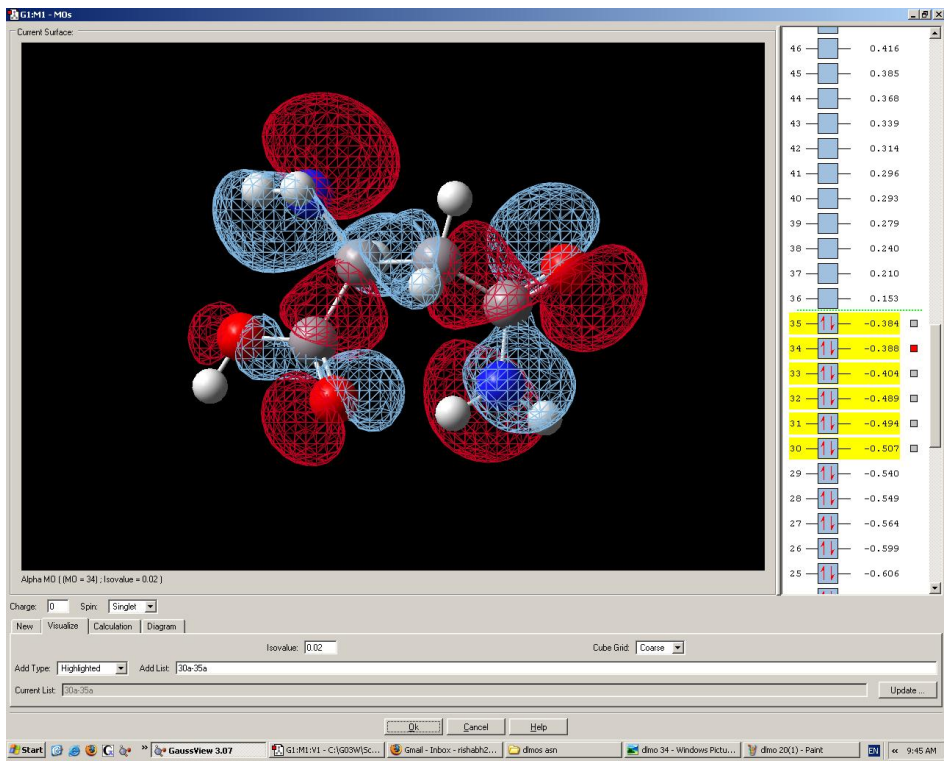 G1:M1 - MOs
Current Surface:
46 0.416
45 0.385
44 0.368
43 0.339
42 0.314
41 0.296
40 0.293
39 0.279
38 0.240
37 0.210
36 0.153
35 -0.384
34 -0.388
33 -0.404
32 -0.489
31 -0.494
30 -0.507
29 -0.540
28 -0.549
27 -0.564
26 -0.599
25 -0.606
Alpha MO ( (MO = 34) ; Isovalue = 0.02 )
Charge: 0 Spin: Singlet
New Visualize Calculation Diagram
Isovalue: 0.02 Cube Grid: Coarse
Add Type: Highlighted Add List: 30a-35a
Current List: 30a-35a Update ...
Ok Cancel Help
Start » GaussView 3.07 G1:M1:V1 - C:\G03W\Sc... Gmail - Inbox - rishabh2... dlmos asn dlmo 34 - Windows Pictu... dlmo 20(1) - Paint EN « 9:45 AM